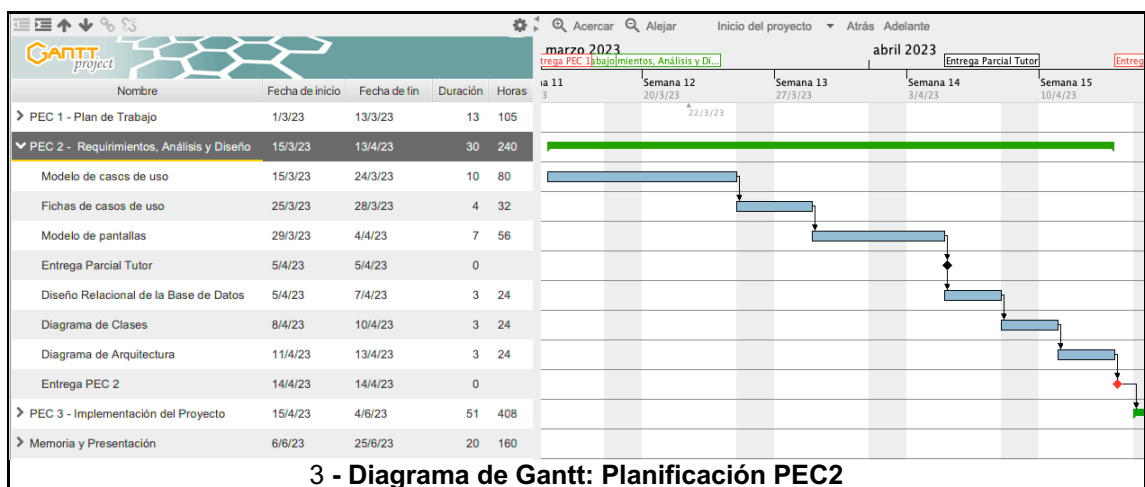 Acercar Alejar Inicio del proyecto Atrás Adelante
GANTT project
marzo 2023 abril 2023
trega PEC 1 abajo mientos, Análisis y Di... Entrega Parcial Tutor Entreg
Nombre Fecha de inicio Fecha de fin Duración Horas
a 11 Semana 12 Semana 13 Semana 14 Semana 15
3 20/3/23 27/3/23 3/4/23 10/4/23
22/3/23
PEC 1 - Plan de Trabajo 1/3/23 13/3/23 13 105
PEC 2 - Requirimientos, Análisis y Diseño 15/3/23 13/4/23 30 240
Modelo de casos de uso 15/3/23 24/3/23 10 80
Fichas de casos de uso 25/3/23 28/3/23 4 32
Modelo de pantallas 29/3/23 4/4/23 7 56
Entrega Parcial Tutor 5/4/23 5/4/23 0
Diseño Relacional de la Base de Datos 5/4/23 7/4/23 3 24
Diagrama de Clases 8/4/23 10/4/23 3 24
Diagrama de Arquitectura 11/4/23 13/4/23 3 24
Entrega PEC 2 14/4/23 14/4/23 0
PEC 3 - Implementación del Proyecto 15/4/23 4/6/23 51 408
Memoria y Presentación 6/6/23 25/6/23 20 160
3 - Diagrama de Gantt: Planificación PEC2